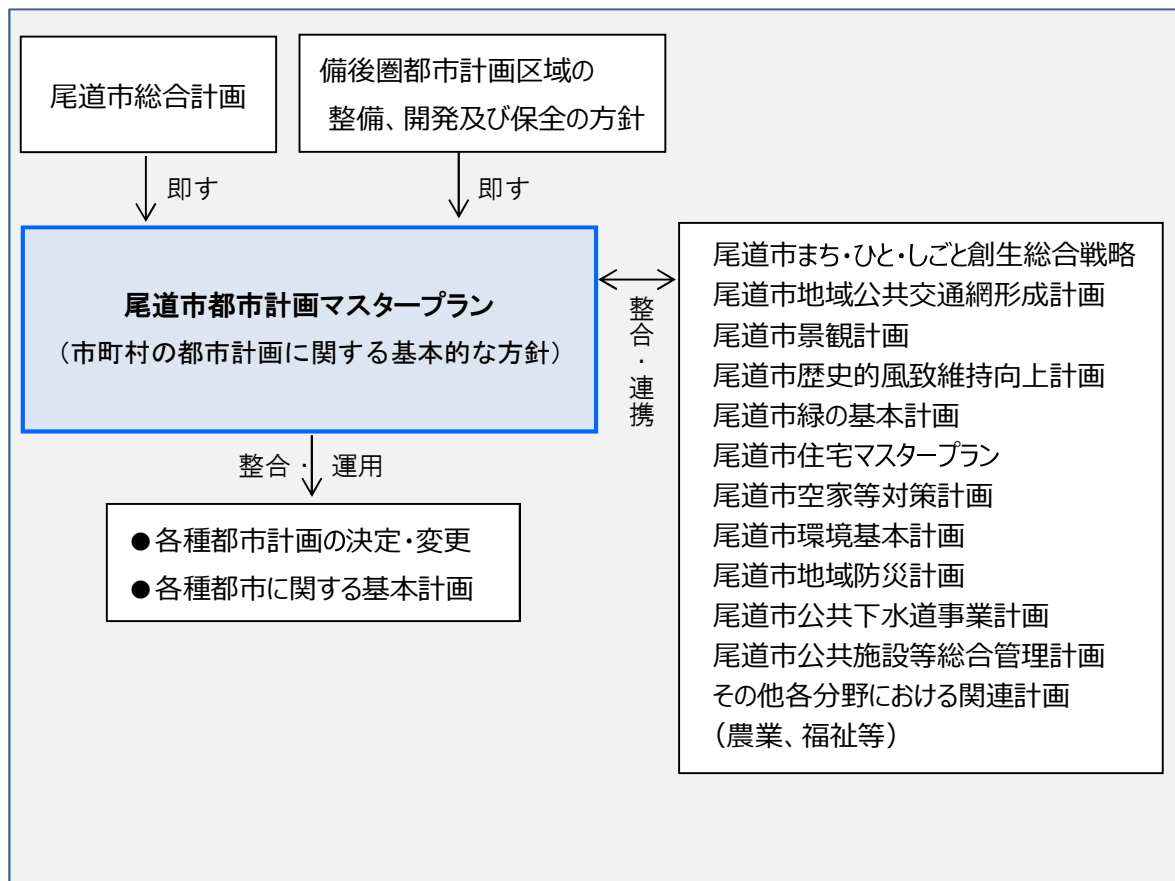 尾道市総合計画
備後圏都市計画区域の
整備、開発及び保全の方針
即す
即す
尾道市都市計画マスタープラン
（市町村の都市計画に関する基本的な方針）
整合・連携
尾道市まち・ひと・しごと創生総合戦略
尾道市地域公共交通網形成計画
尾道市景観計画
尾道市歴史的風致維持向上計画
尾道市緑の基本計画
尾道市住宅マスタープラン
尾道市空家等対策計画
尾道市環境基本計画
尾道市地域防災計画
尾道市公共下水道事業計画
尾道市公共施設等総合管理計画
その他各分野における関連計画
（農業、福祉等）
整合・運用
●各種都市計画の決定・変更
●各種都市に関する基本計画